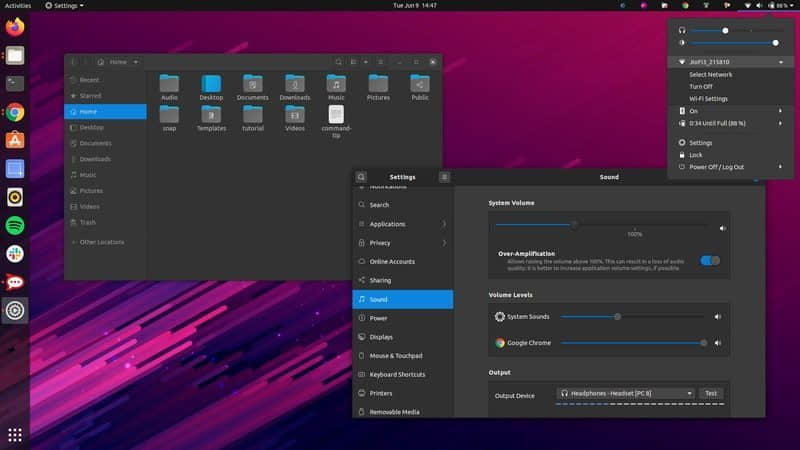 Activities
Settings
Tue Jun 9 14:47
86%
JioFi3_215810
Select Network
Turn Off
Wi-Fi Settings
On
0:34 Until Full (88 %)
Settings
Lock
Power Off / Log Out
Home
Recent
Starred
Home
Desktop
Documents
Downloads
Music
Pictures
Videos
Trash
Other Locations
Audio
Desktop
Documents
Downloads
Music
Pictures
Public
snap
Templates
tutorial
Videos
command-
tip
Settings
Sound
Notifications
Search
Applications
Privacy
Online Accounts
Sharing
Sound
Power
Displays
Mouse & Touchpad
Keyboard Shortcuts
Printers
Removable Media
System Volume
100%
Over-Amplification
Allows raising the volume above 100%. This can result in a loss of audio
quality; it is better to increase application volume settings, if possible.
Volume Levels
System Sounds
Google Chrome
Output
Output Device
Headphones - Headset [PC 8]
Test